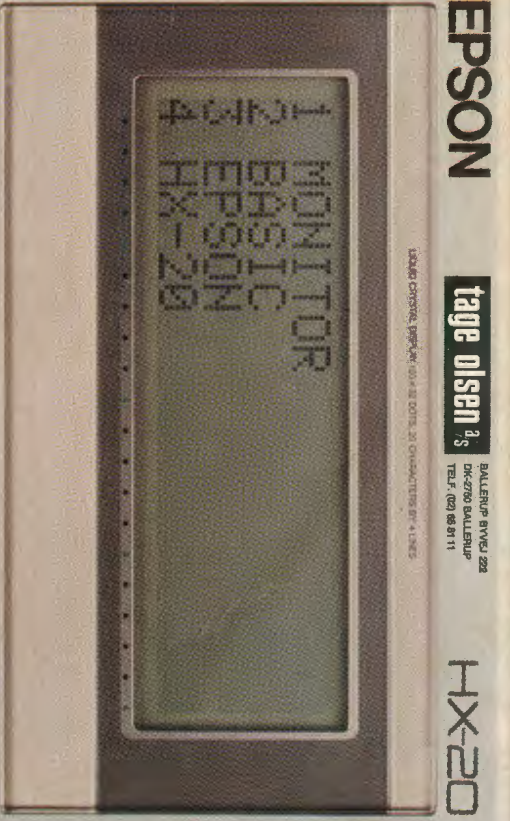 EPSON
tage olsen a/s
BALLERUP BYVEJ 222
DK-2750 BALLERUP
TELF. (02) 65 81 11
HX-20
LIQUID CRYSTAL DISPLAY 120 × 32 DOTS, 20 CHARACTERS BY 4 LINES
1 MONITOR
2 BASIC
3 EPSON
4 HX-20